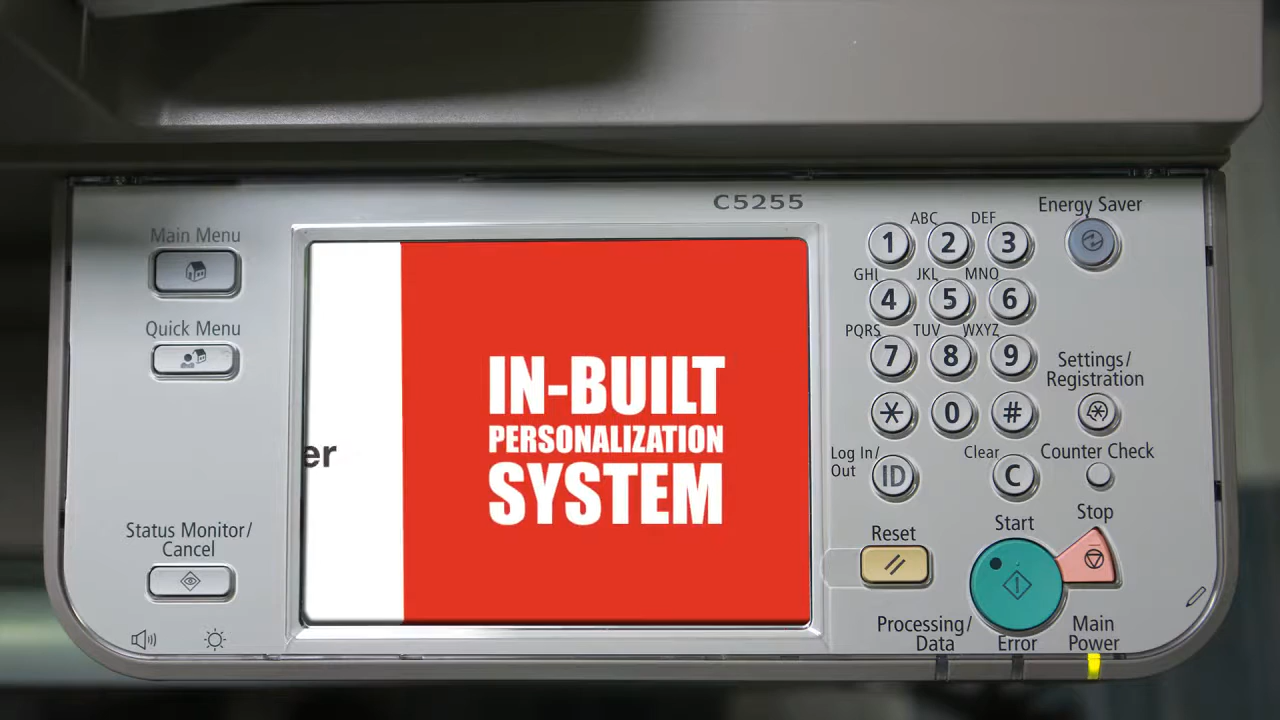 C5255
Main Menu
Quick Menu
Status Monitor/
Cancel
er
IN-BUILT
PERSONALIZATION
SYSTEM
ABC
DEF
1
2
3
GHI
JKL
MNO
4
5
6
PQRS
TUV
WXYZ
7
8
9
*
0
#
Log In/
Out
ID
Clear
C
Energy Saver
Settings/
Registration
Counter Check
Reset
Start
Stop
Processing/
Data
Error
Main
Power